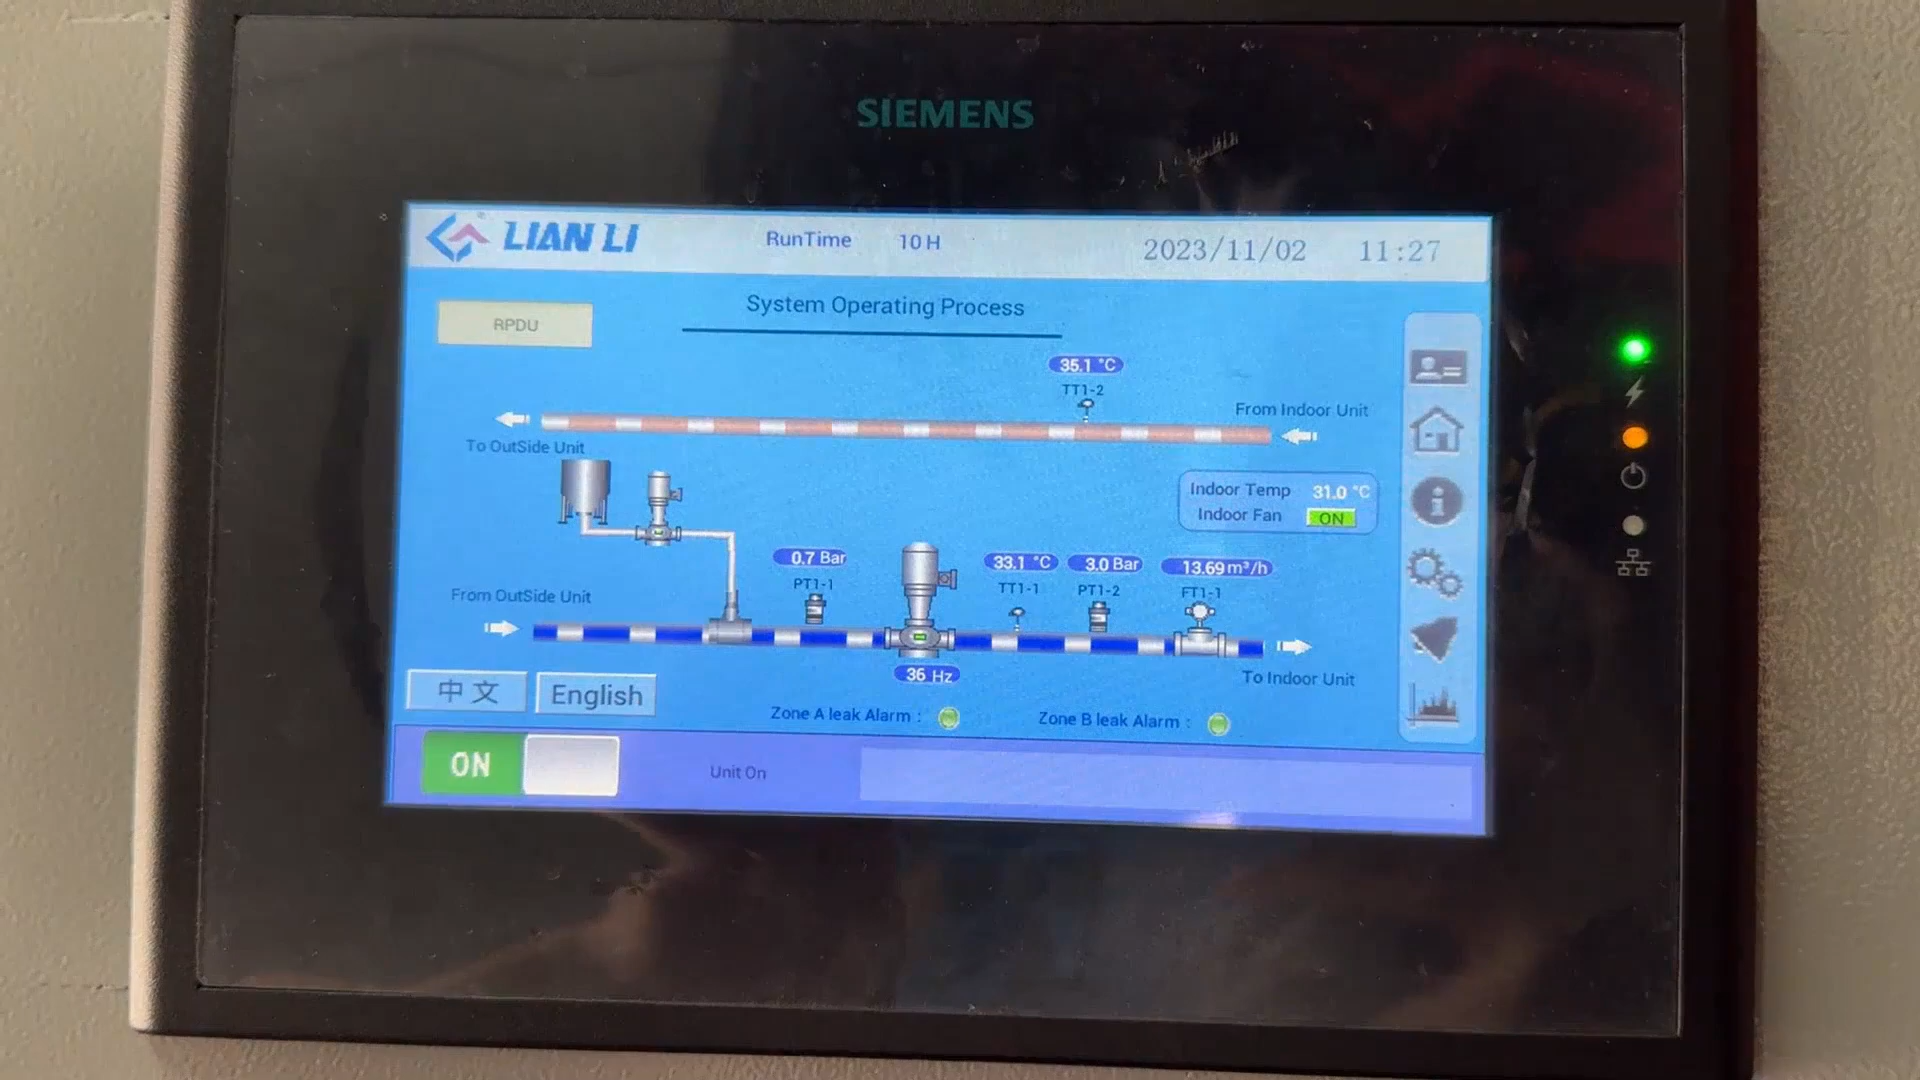 SIEMENS
LIAN LI
RunTime 10 H
2023/11/02 11:27
RPDU
System Operating Process
35.1 °C
TT1-2
From Indoor Unit
To OutSide Unit
Indoor Temp 31.0 °C
Indoor Fan ON
0.7 Bar
PT1-1
33.1 °C
TT1-1
3.0 Bar
PT1-2
13.69 m³/h
FT1-1
From OutSide Unit
36 Hz
To Indoor Unit
中文
English
Zone A leak Alarm :
Zone B leak Alarm :
ON
Unit On